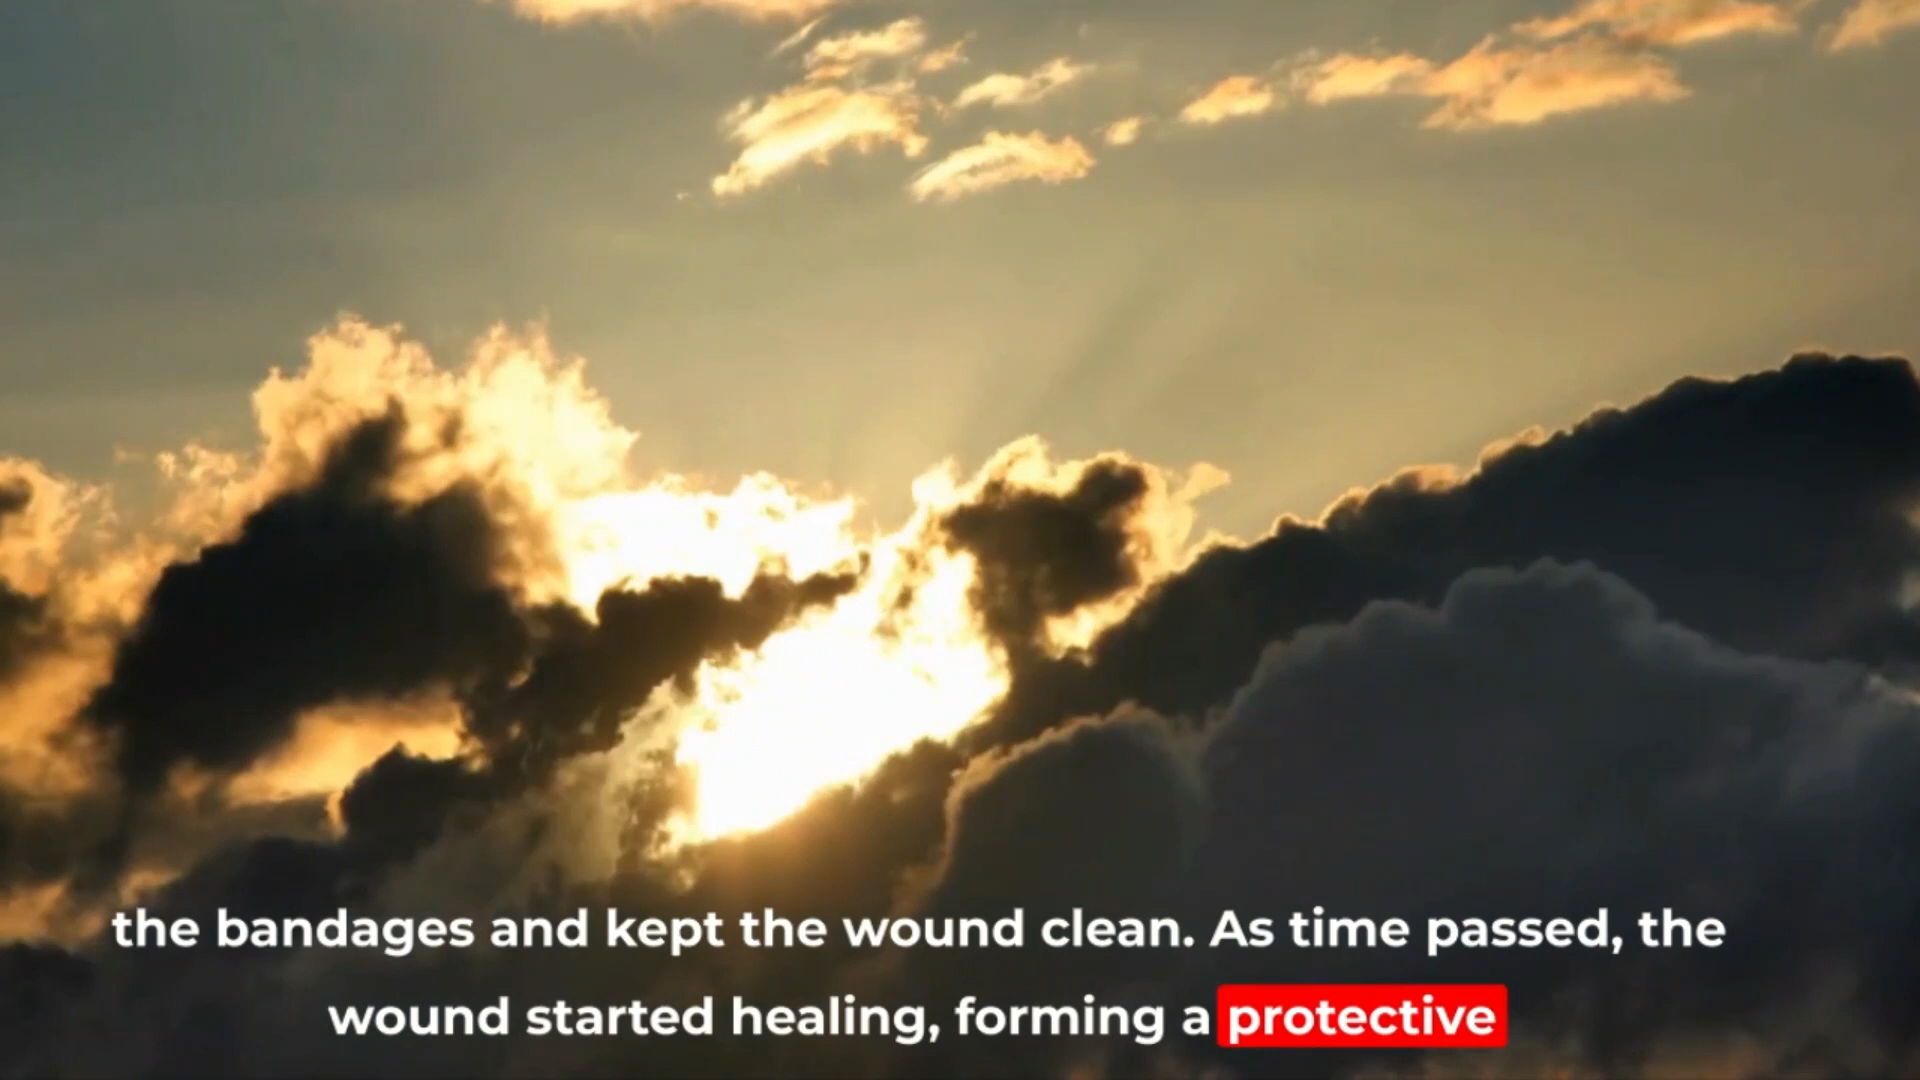 the bandages and kept the wound clean. As time passed, the
wound started healing, forming a protective